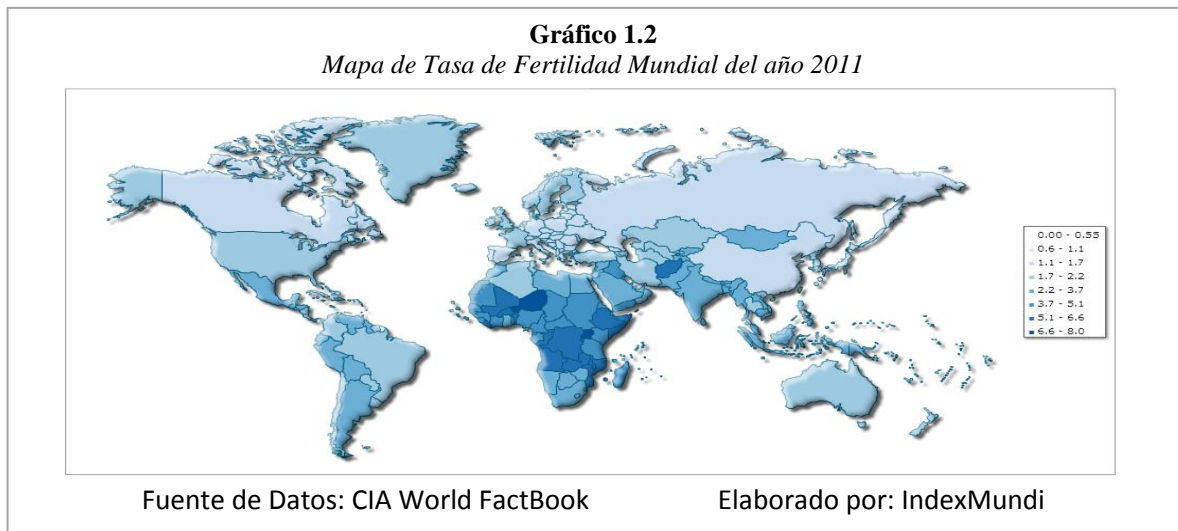 Gráfico 1.2
Mapa de Tasa de Fertilidad Mundial del año 2011
0.00 - 0.55
0.6 - 1.1
1.1 - 1.7
1.7 - 2.2
2.2 - 3.7
3.7 - 5.1
5.1 - 6.6
6.6 - 8.0
Fuente de Datos: CIA World FactBook Elaborado por: IndexMundi